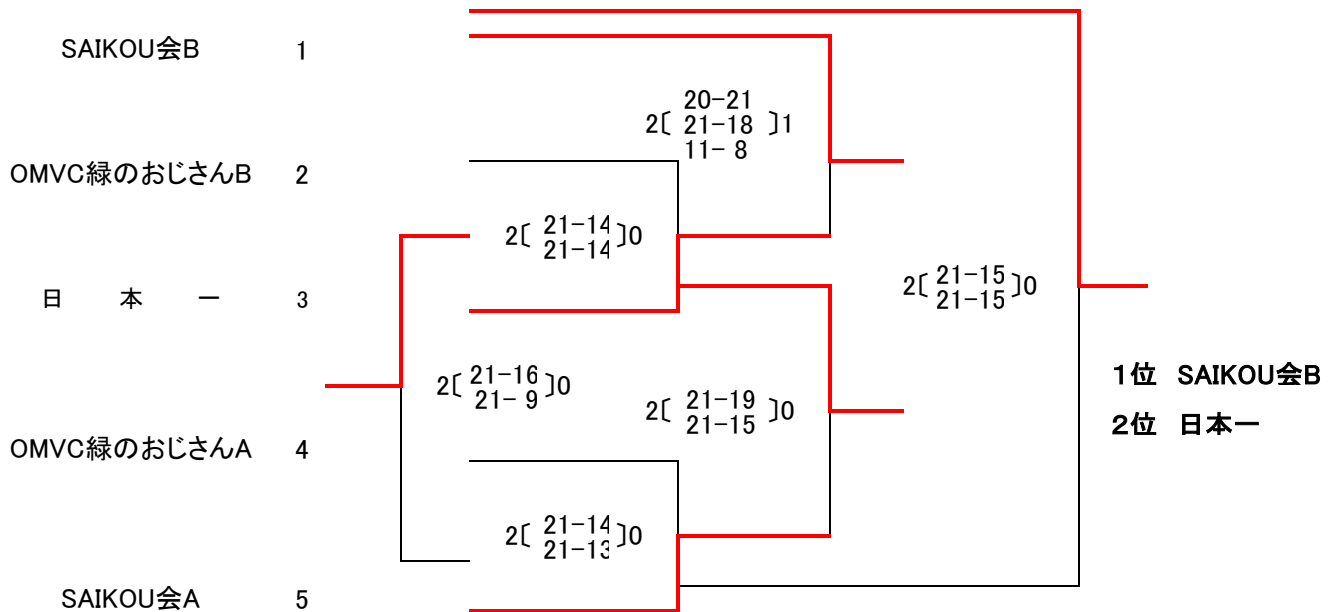 SAIKOU会B 1
20-21
2〔 21-18 〕1
11- 8
OMVC緑のおじさんB 2
2〔 21-14 〕0
21-14
日 本 一 3
2〔 21-15 〕0
21-15
2〔 21-16 〕0
21- 9
2〔 21-19 〕0
21-15
1位 SAIKOU会B
2位 日本一
OMVC緑のおじさんA 4
2〔 21-14 〕0
21-13
SAIKOU会A 5